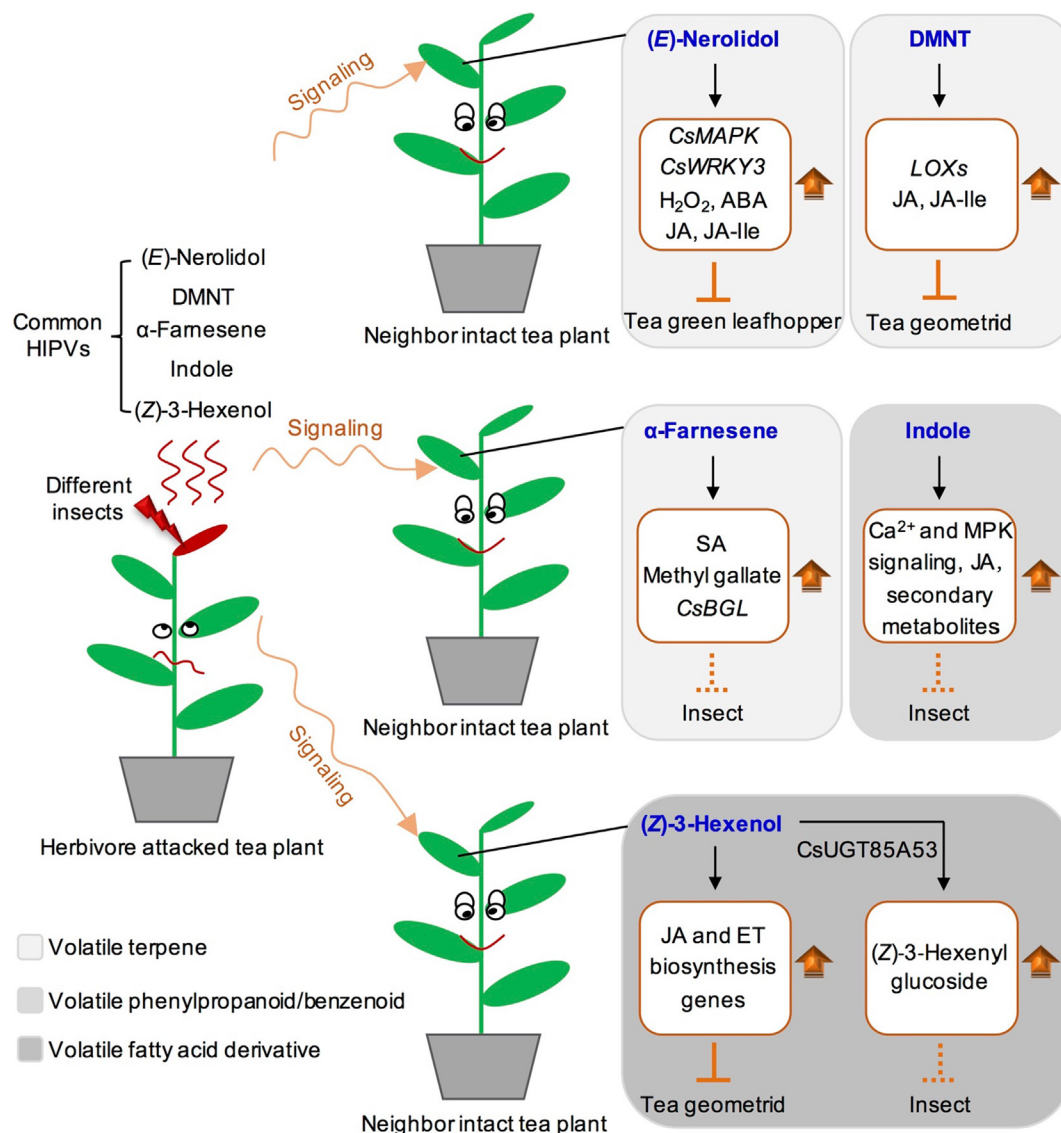 Signaling
(E)-Nerolidol
CsMAPK
CsWRKY3
H₂O₂, ABA
JA, JA-Ile
Tea green leafhopper
DMNT
LOXs
JA, JA-Ile
Tea geometrid
Neighbor intact tea plant
Common
HIPVs
(E)-Nerolidol
DMNT
α-Farnesene
Indole
(Z)-3-Hexenol
Different
insects
Signaling
α-Farnesene
SA
Methyl gallate
CsBGL
Insect
Indole
Ca²⁺ and MPK
signaling, JA,
secondary
metabolites
Insect
Neighbor intact tea plant
Signaling
Herbivore attacked tea plant
(Z)-3-Hexenol
CsUGT85A53
JA and ET
biosynthesis
genes
Tea geometrid
(Z)-3-Hexenyl
glucoside
Insect
Neighbor intact tea plant
Volatile terpene
Volatile phenylpropanoid/benzenoid
Volatile fatty acid derivative